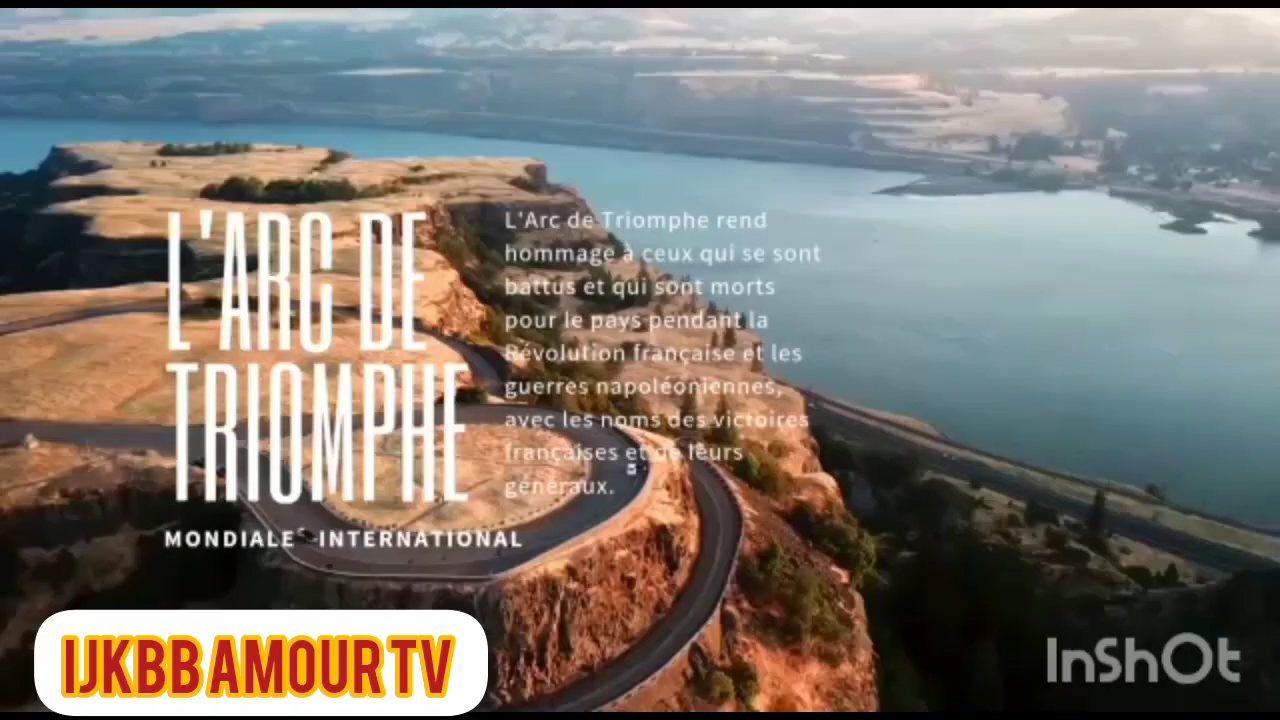 L'ARC DE
TRIOMPHE
MONDIALE INTERNATIONAL
L'Arc de Triomphe rend
hommage à ceux qui se sont
battus et qui sont morts
pour le pays pendant la
Révolution française et les
guerres napoléoniennes,
avec les noms des victoires
françaises et de leurs
généraux.
IJKBB AMOUR TV
InShOt